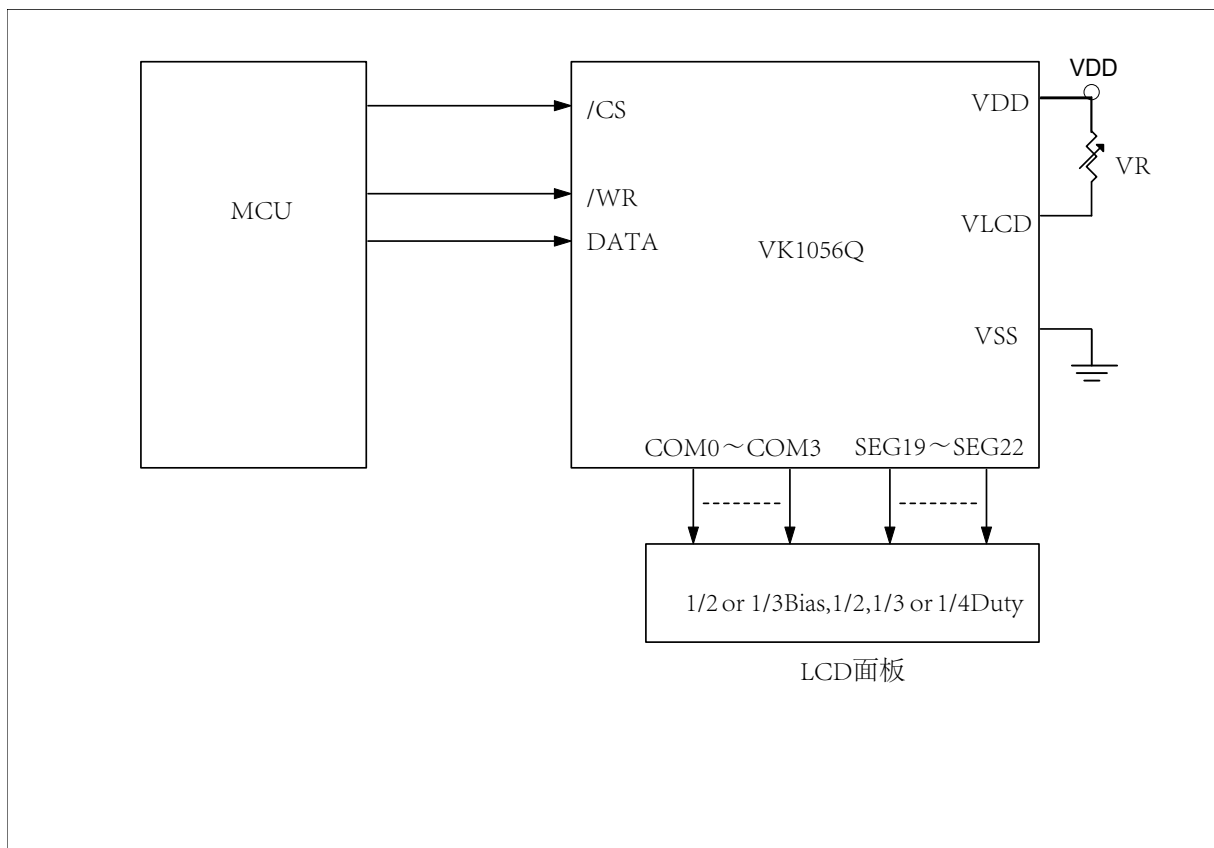 VDD
/CS
VDD
VR
/WR
MCU
VLCD
DATA
VK1056Q
VSS
COM0～COM3
SEG19～SEG22
1/2 or 1/3Bias,1/2,1/3 or 1/4Duty
LCD面板